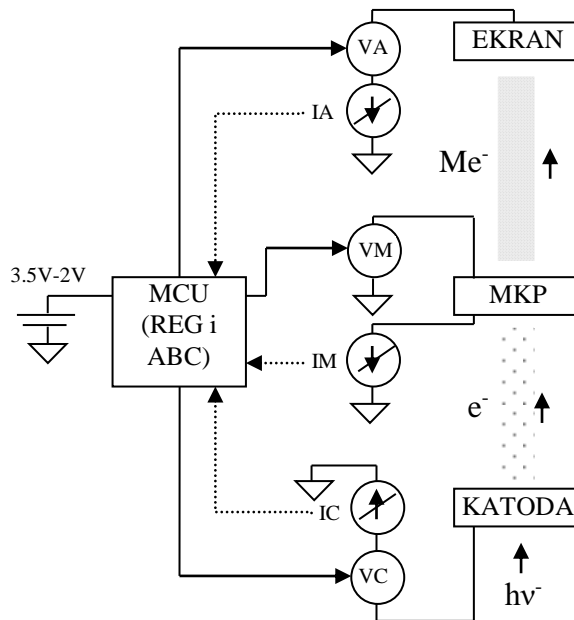 VA
EKRAN
IA
Me⁻
3.5V-2V
VM
MCU
(REG i
ABC)
MKP
IM
e⁻
IC
KATODA
VC
hν⁻